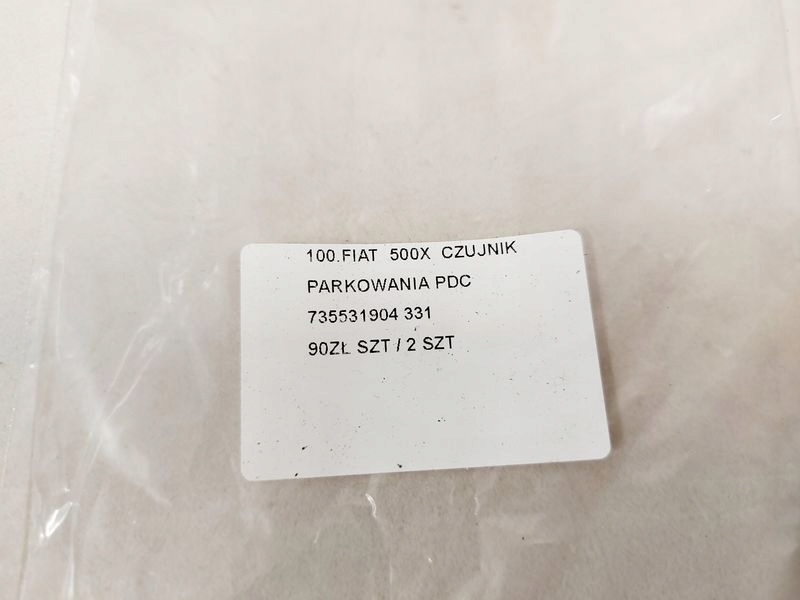 100.FIAT 500X CZUJNIK
PARKOWANIA PDC
735531904 331
90ZŁ SZT / 2 SZT